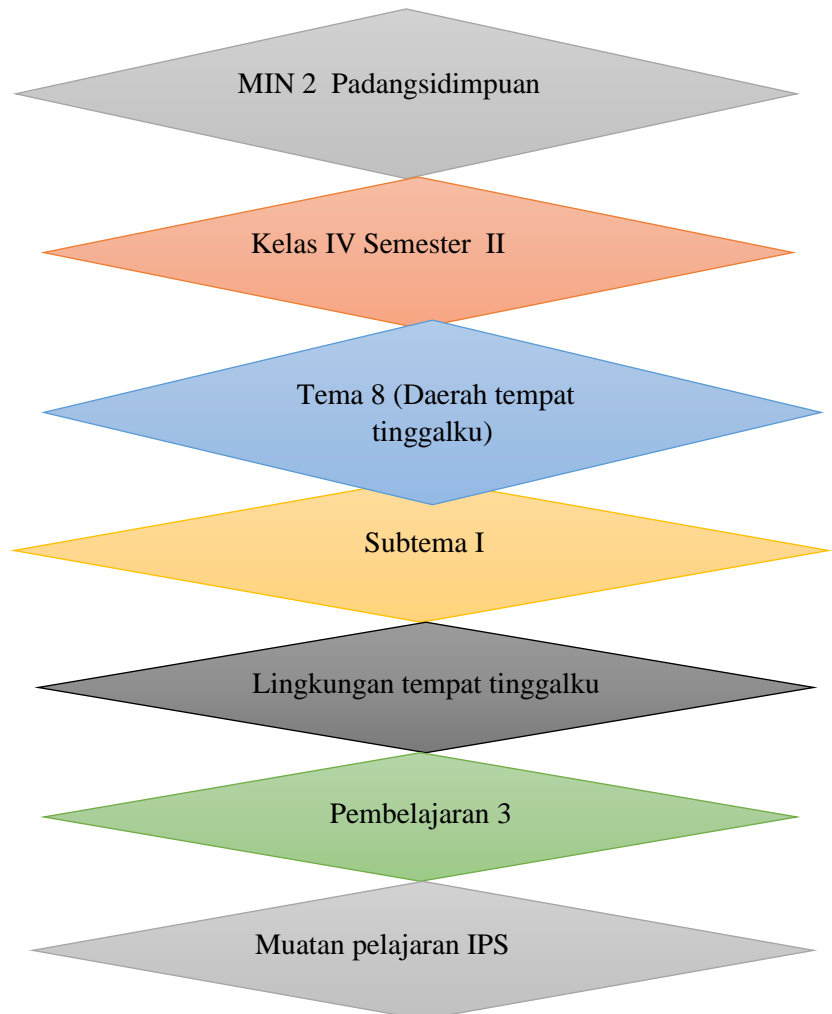 MIN 2  Padangsidimpuan
Kelas IV Semester  II
Tema 8 (Daerah tempat
tinggalku)
Subtema I
Lingkungan tempat tinggalku
Pembelajaran 3
Muatan pelajaran IPS